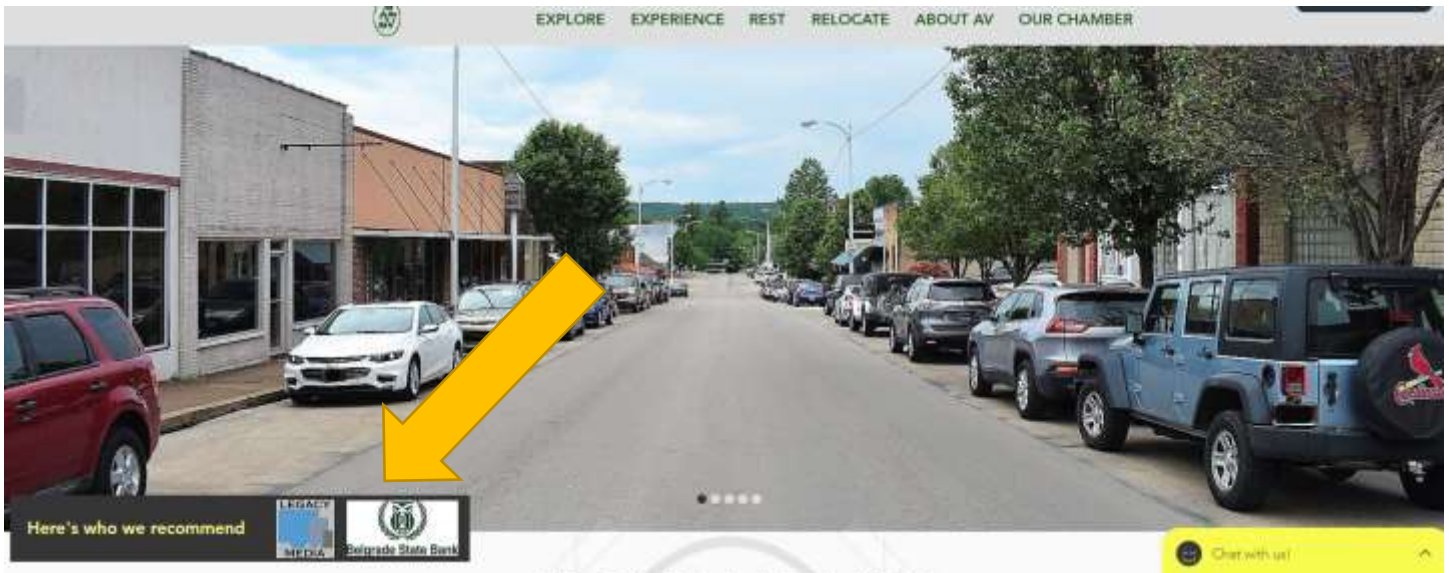 EXPLORE EXPERIENCE REST RELOCATE ABOUT AV OUR CHAMBER
Here's who we recommend
LEGACY
MEDIA
Belgrade State Bank
Chat with us!